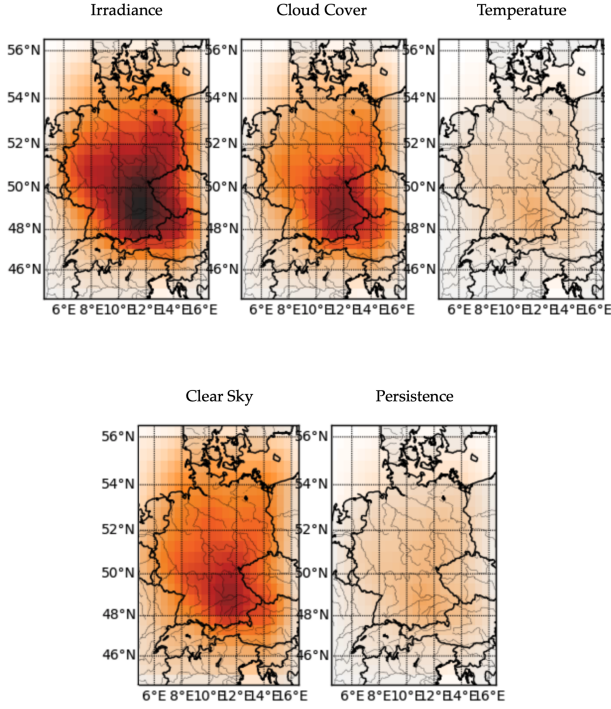 Irradiance Cloud Cover Temperature
56°N 56°N 56°N
54°N 54°N 54°N
52°N 52°N 52°N
50°N 50°N 50°N
48°N 48°N 48°N
46°N 46°N 46°N
6°E 8°E10°E12°E14°E16°E 6°E 8°E10°E12°E14°E16°E 6°E 8°E10°E12°E14°E16°E
Clear Sky Persistence
56°N 56°N
54°N 54°N
52°N 52°N
50°N 50°N
48°N 48°N
46°N 46°N
6°E 8°E10°E12°E14°E16°E 6°E 8°E10°E12°E14°E16°E